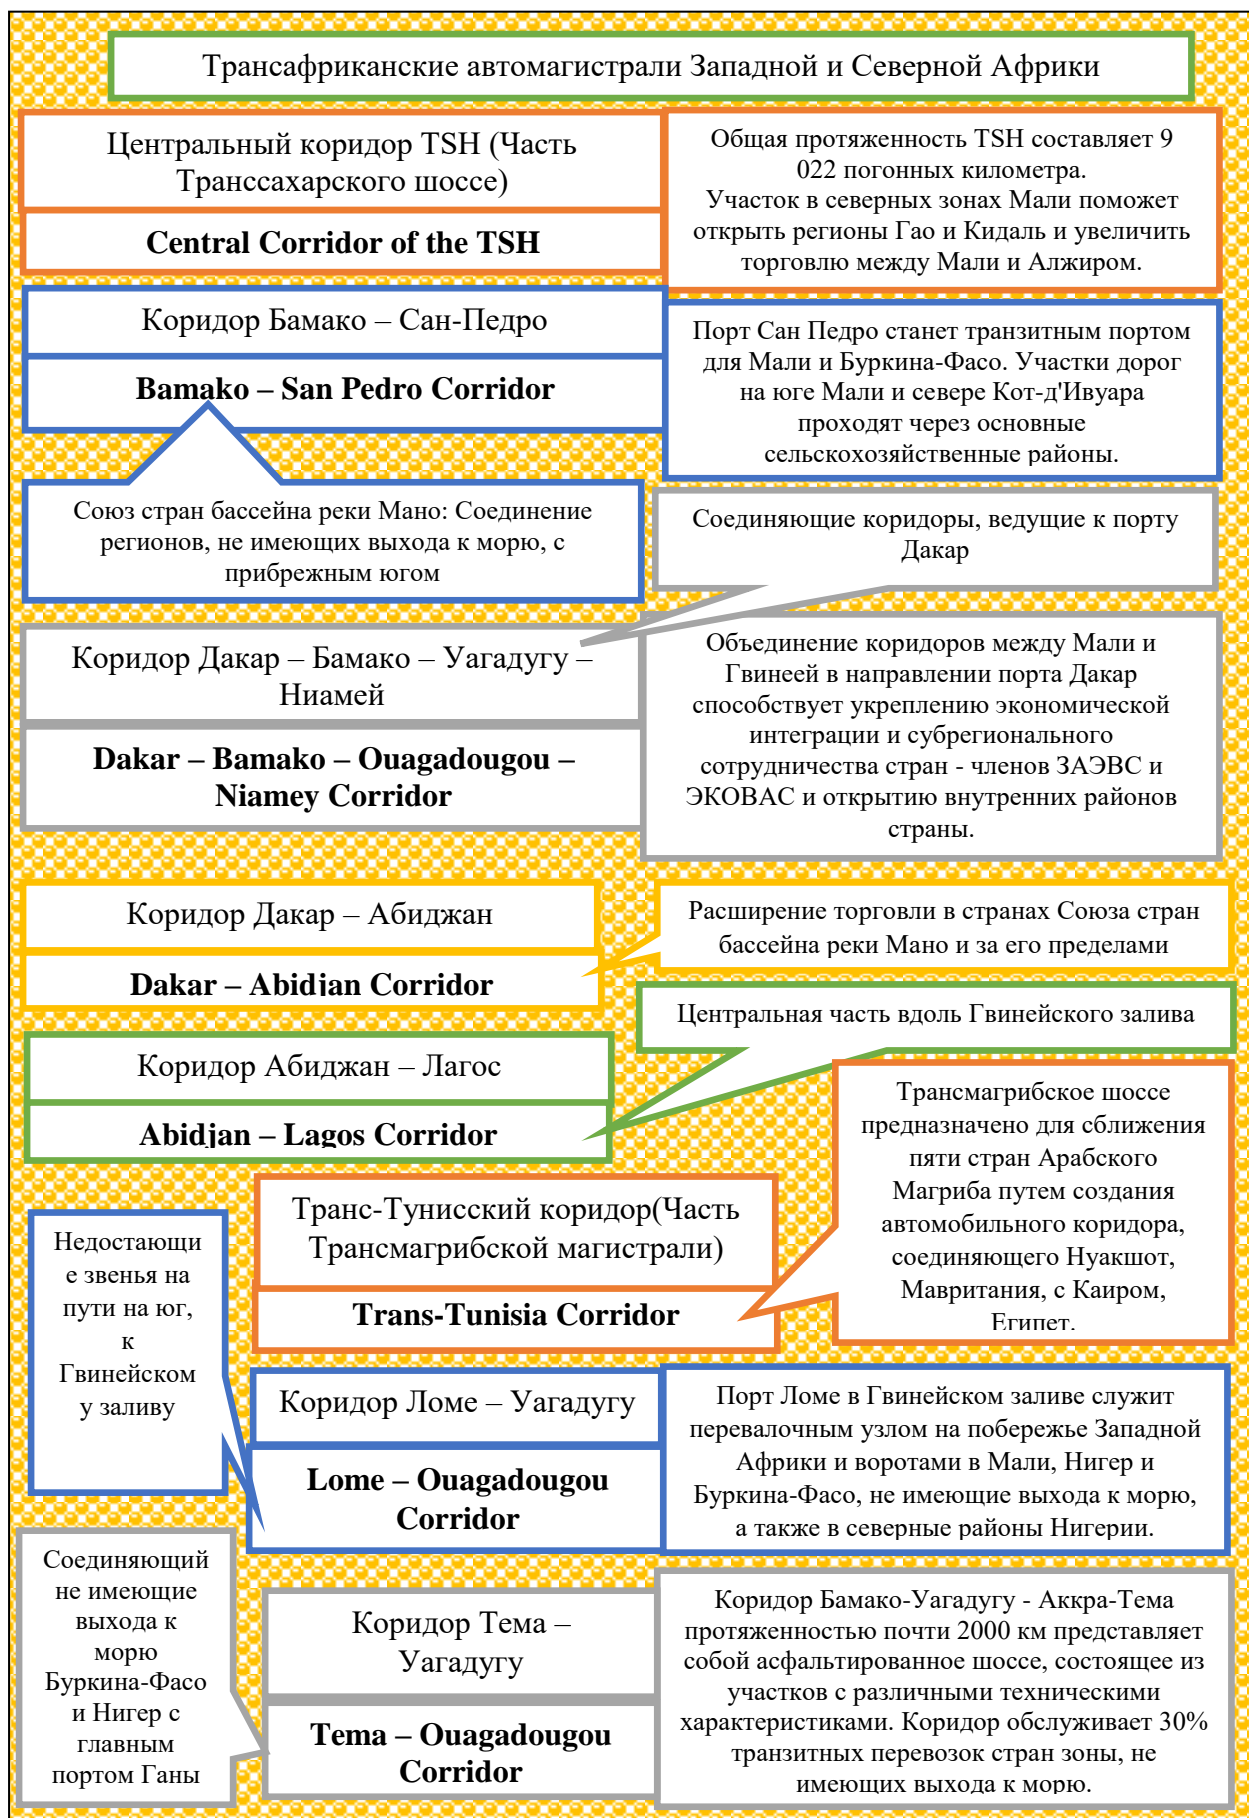 Трансафриканские автомагистрали Западной и Северной Африки
Центральный коридор TSH (Часть
Транссахарского шоссе)
Central Corridor of the TSH
Общая протяженность TSH составляет 9
022 погонных километра.
Участок в северных зонах Мали поможет
открыть регионы Гао и Кидаль и увеличить
торговлю между Мали и Алжиром.
Коридор Бамако – Сан-Педро
Bamako – San Pedro Corridor
Порт Сан Педро станет транзитным портом
для Мали и Буркина-Фасо. Участки дорог
на юге Мали и севере Кот-д'Ивуара
проходят через основные
сельскохозяйственные районы.
Союз стран бассейна реки Мано: Соединение
регионов, не имеющих выхода к морю, с
прибрежным югом
Соединяющие коридоры, ведущие к порту
Дакар
Коридор Дакар – Бамако – Уагадугу –
Ниамей
Dakar – Bamako – Ouagadougou –
Niamey Corridor
Объединение коридоров между Мали и
Гвинеей в направлении порта Дакар
способствует укреплению экономической
интеграции и субрегионального
сотрудничества стран - членов ЗАЭВС и
ЭКОВАС и открытию внутренних районов
страны.
Коридор Дакар – Абиджан
Dakar – Abidjan Corridor
Расширение торговли в странах Союза стран
бассейна реки Мано и за его пределами
Центральная часть вдоль Гвинейского залива
Коридор Абиджан – Лагос
Abidjan – Lagos Corridor
Трансмагрибское шоссе
предназначено для сближения
пяти стран Арабского
Магриба путем создания
автомобильного коридора,
соединяющего Нуакшот,
Мавритания, с Каиром,
Египет.
Транс-Тунисский коридор(Часть
Трансмагрибской магистрали)
Trans-Tunisia Corridor
Недостающи
е звенья на
пути на юг,
к
Гвинейском
у заливу
Коридор Ломе – Уагадугу
Lome – Ouagadougou
Corridor
Порт Ломе в Гвинейском заливе служит
перевалочным узлом на побережье Западной
Африки и воротами в Мали, Нигер и
Буркина-Фасо, не имеющие выхода к морю,
а также в северные районы Нигерии.
Соединяющий
не имеющие
выхода к
морю
Буркина-Фасо
и Нигер с
главным
портом Ганы
Коридор Тема –
Уагадугу
Tema – Ouagadougou
Corridor
Коридор Бамако-Уагадугу - Аккра-Тема
протяженностью почти 2000 км представляет
собой асфальтированное шоссе, состоящее из
участков с различными техническими
характеристиками. Коридор обслуживает 30%
транзитных перевозок стран зоны, не
имеющих выхода к морю.